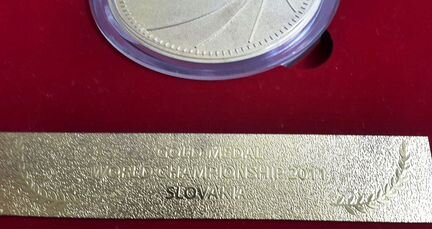 GOLD MEDAL
WORLD CHAMPIONSHIP 2011
SLOVAKIA